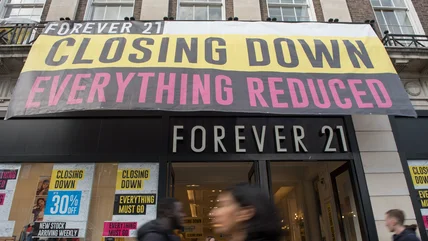 FOREVER 21
CLOSING DOWN
EVERYTHING REDUCED
FOREVER 21
CLOSING
DOWN
30%
OFF
NEW STOCK
ARRIVING WEEKLY
CLOSING
DOWN
EVERYTHING
MUST GO